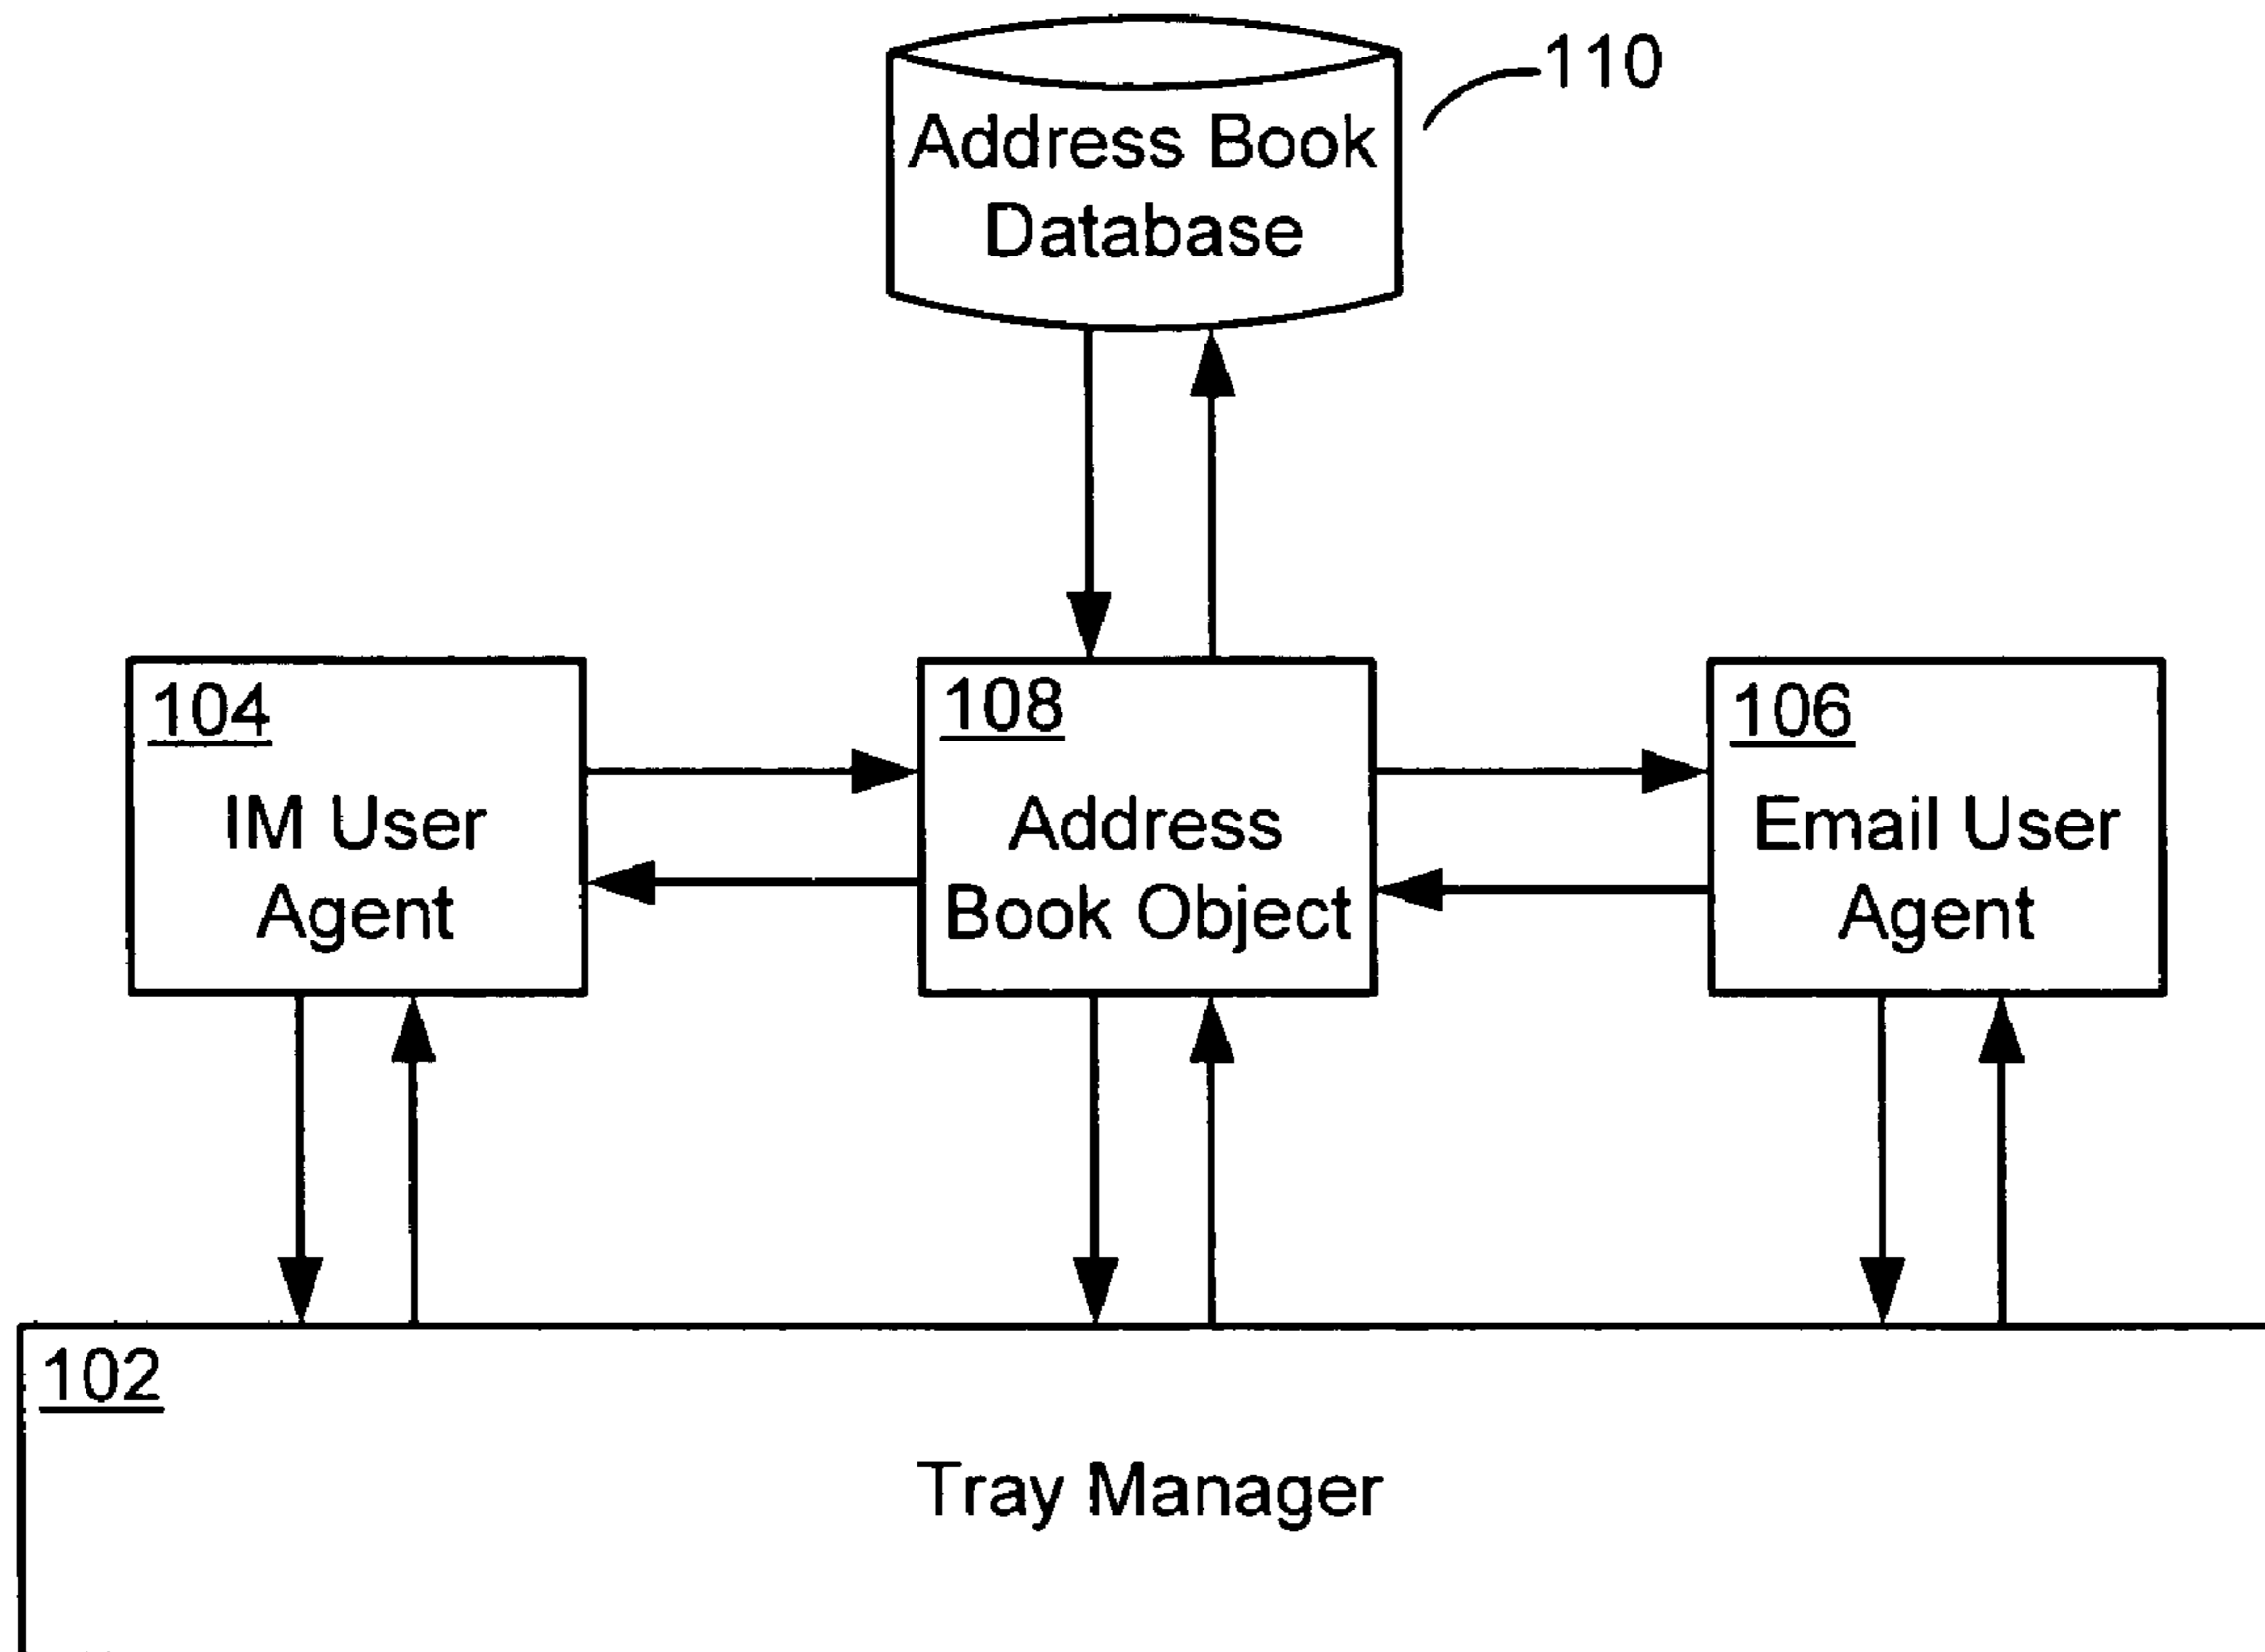 110
Address Book
Database
104
IM User
Agent
108
Address
Book Object
106
Email User
Agent
102
Tray Manager